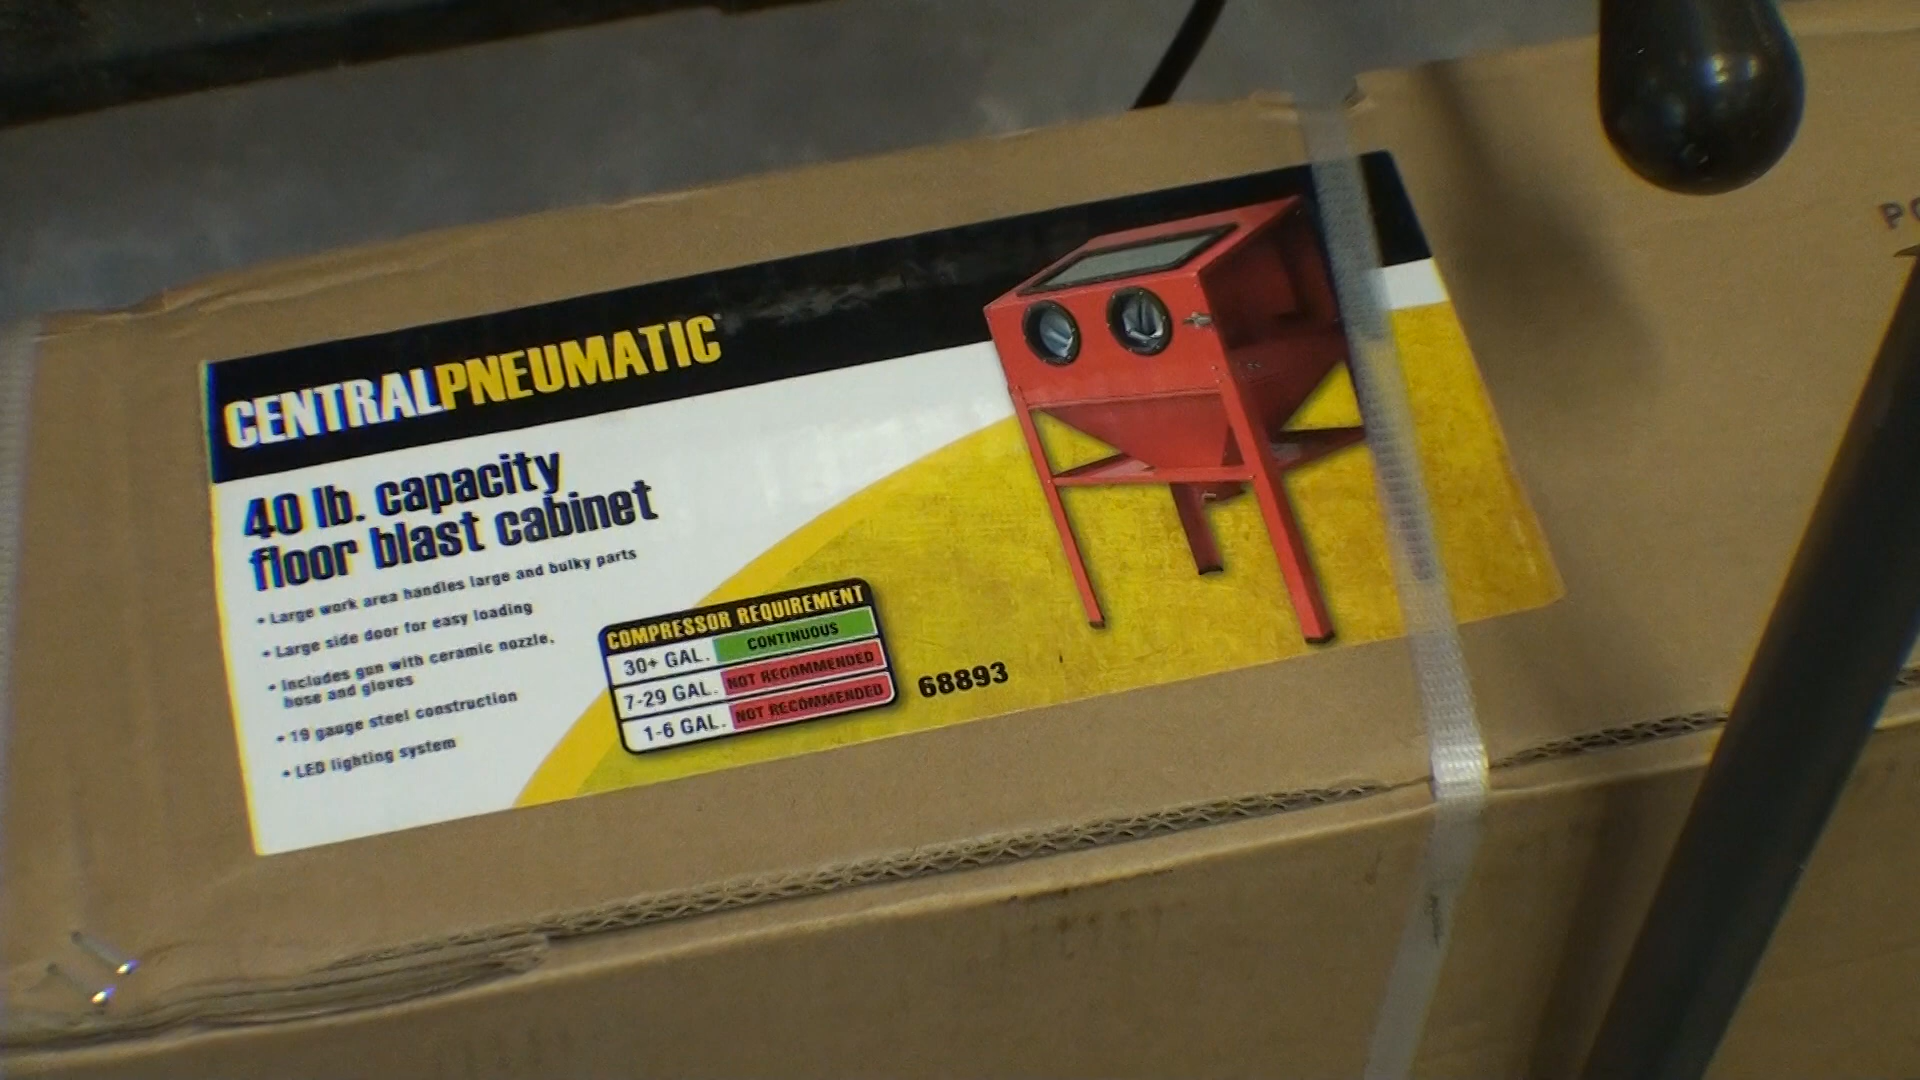 CENTRALPNEUMATIC
40 lb. capacity
floor blast cabinet
• Large work area handles large and bulky parts
• Large side door for easy loading
• Includes gun with ceramic nozzle,
hose and gloves
• 19 gauge steel construction
• LED lighting system
COMPRESSOR REQUIREMENT
30+ GAL. CONTINUOUS
7-29 GAL. NOT RECOMMENDED
1-6 GAL. NOT RECOMMENDED
68893